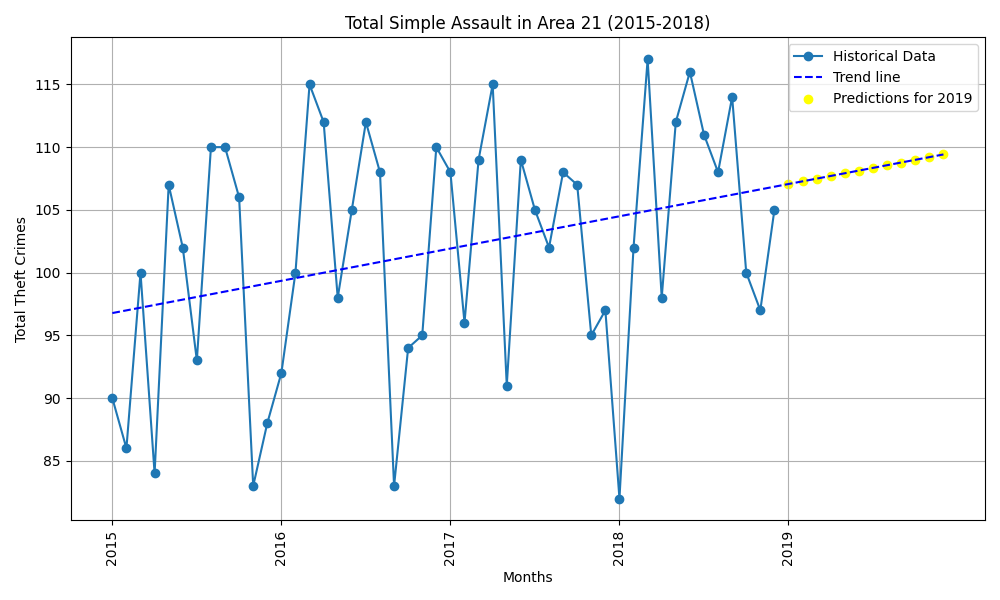 Total Simple Assault in Area 21 (2015-2018)
Historical Data
Trend line
Predictions for 2019
Total Theft Crimes
115
110
105
100
95
90
85
2015
2016
2017
2018
2019
Months